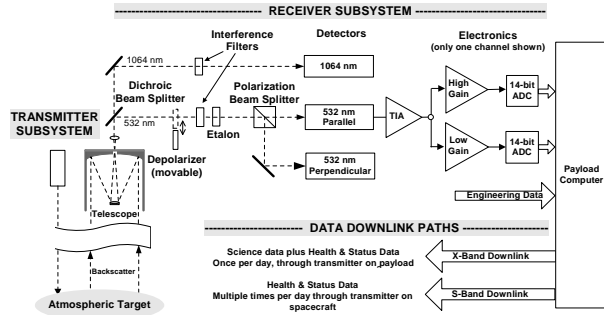 RECEIVER SUBSYSTEM
Interference
Filters
Detectors
Electronics
(only one channel shown)
1064 nm
1064 nm
Dichroic
Beam Splitter
Polarization
Beam Splitter
High
Gain
14-bit
ADC
TRANSMITTER
SUBSYSTEM
532 nm
Etalon
532 nm
Parallel
TIA
Depolarizer
(movable)
532 nm
Perpendicular
Low
Gain
14-bit
ADC
Payload
Computer
Telescope
Engineering Data
DATA DOWNLINK PATHS
Science data plus Health & Status Data
Once per day, through transmitter on payload
X-Band Downlink
Backscatter
Health & Status Data
Multiple times per day through transmitter on
spacecraft
S-Band Downlink
Atmospheric Target